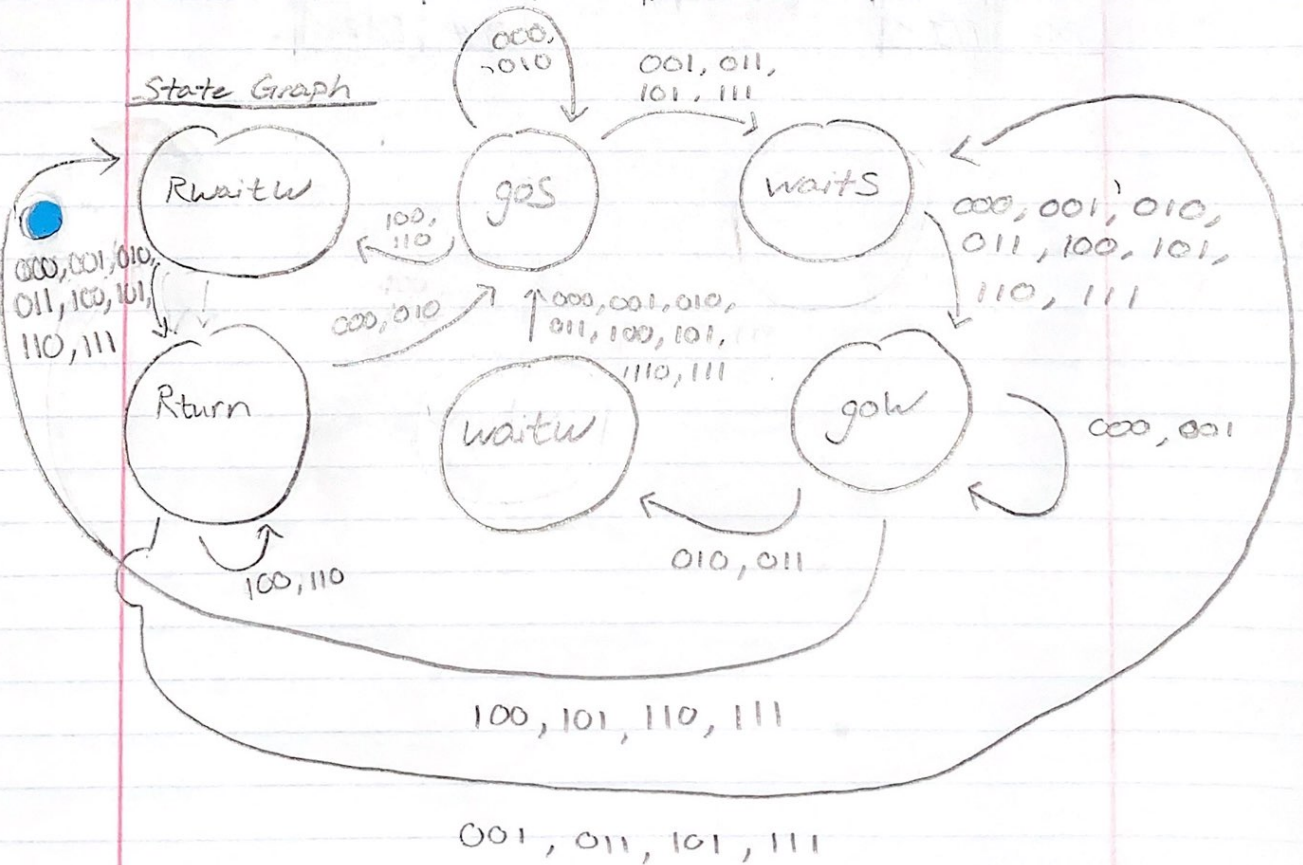 State Graph
000,
010
001, 011,
101, 111
RwaitW
goS
waitS
100,
110
000, 001, 010,
011, 100, 101,
110, 111
000,001,010,
011,100,101,
110,111
000,010
000,001,010,
011,100,101,
1110,111
Rturn
waitW
goW
000, 001
100,110
010, 011
100, 101, 110, 111
001, 011, 101, 111